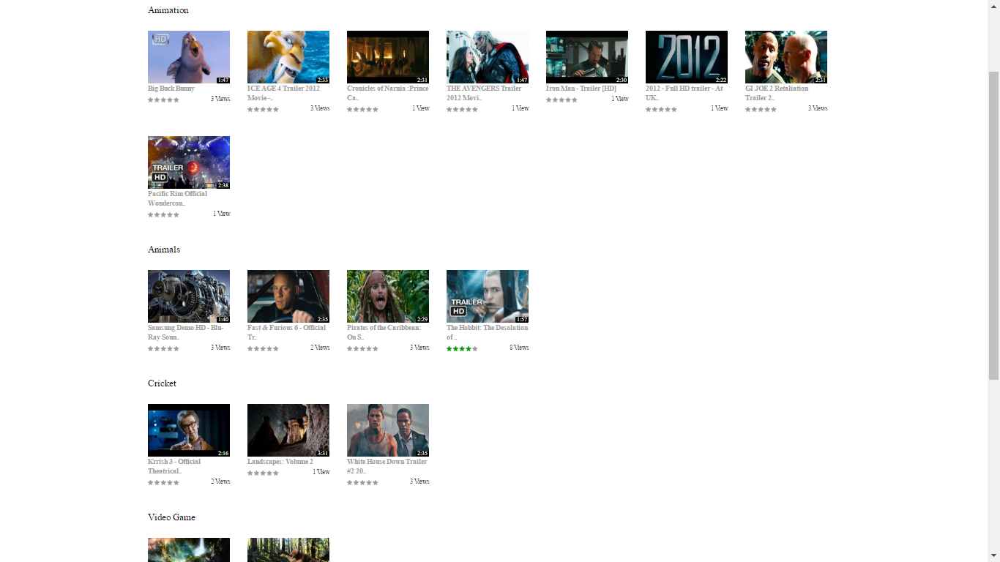 Animation
HD
1:47
2:33
2:31
1:47
2:30
2012
2:22
2:31
Big Buck Bunny
3 Views
ICE AGE 4 Trailer 2012
Movie -..
3 Views
Cronicles of Narnia :Prince
Ca..
1 View
THE AVENGERS Trailer
2012 Movi..
1 View
Iron Man - Trailer [HD]
1 View
2012 - Full HD trailer - At
UK..
1 View
GI JOE 2 Retaliation
Trailer 2..
3 Views
TRAILER
HD
2:38
Pacific Rim Official
Wondercon..
1 View
Animals
1:40
Samsung Demo HD - Blu-
Ray Soun..
3 Views
2:35
Fast & Furious 6 - Official
Tr..
2 Views
2:29
Pirates of the Caribbean:
On S..
3 Views
TRAILER
HD
1:57
The Hobbit: The Desolation
of ..
8 Views
Cricket
2:16
Krrish 3 - Official
Theatrical..
2 Views
3:31
Landscapes: Volume 2
1 View
2:35
White House Down Trailer
#2 20..
3 Views
Video Game